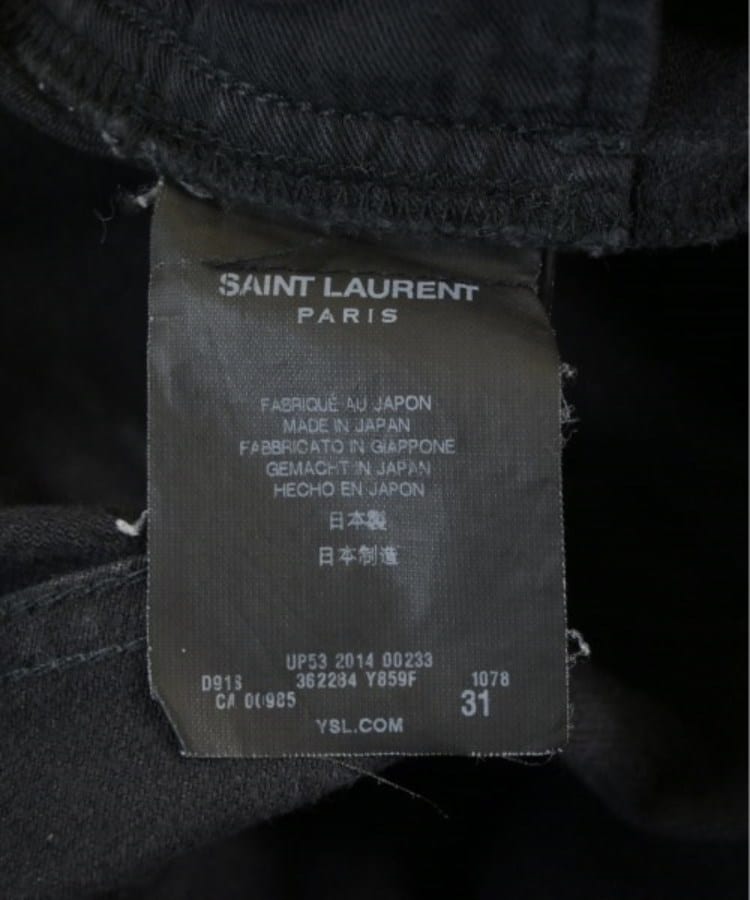 SAINT LAURENT
PARIS
FABRIQUÉ AU JAPON
MADE IN JAPAN
FABBRICATO IN GIAPPONE
GEMACHT IN JAPAN
HECHO EN JAPON
日本製
日本制造
UP53 2014 00233
D91S 362284 Y859F 1078
CA 00985 31
YSL.COM